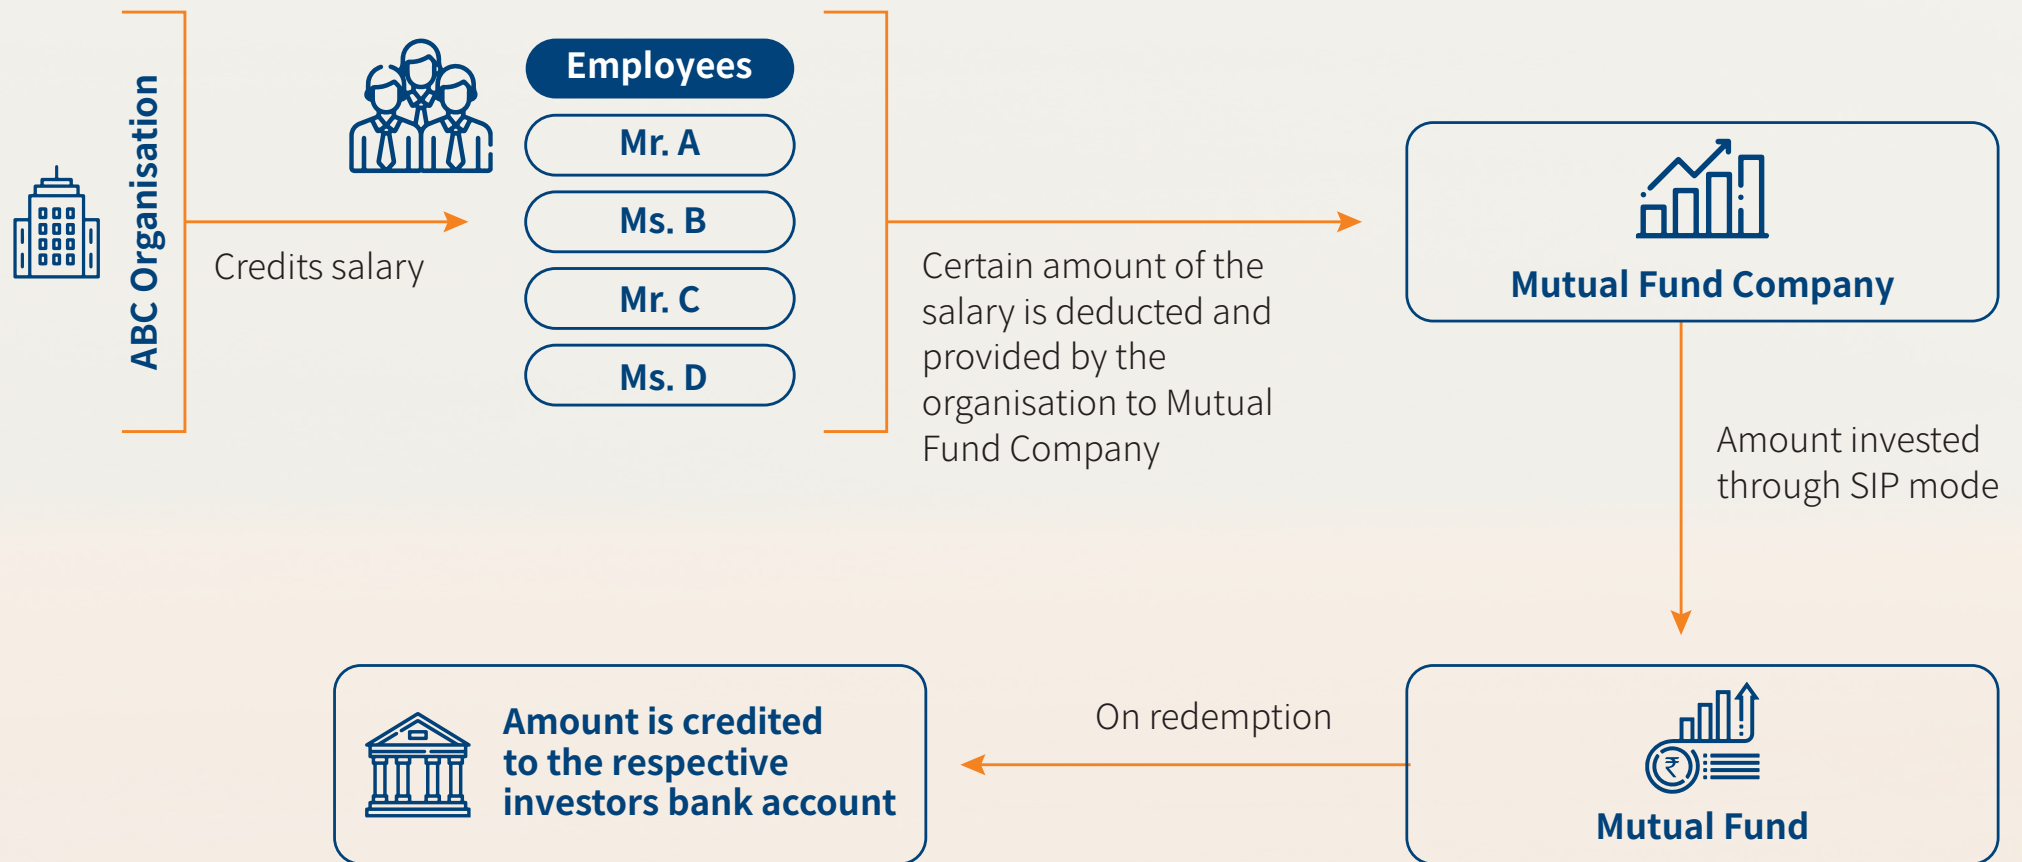 ABC Organisation
Credits salary
Employees
Mr. A
Ms. B
Mr. C
Ms. D
Certain amount of the
salary is deducted and
provided by the
organisation to Mutual
Fund Company
Mutual Fund Company
Amount invested
through SIP mode
₹
Mutual Fund
On redemption
Amount is credited
to the respective
investors bank account